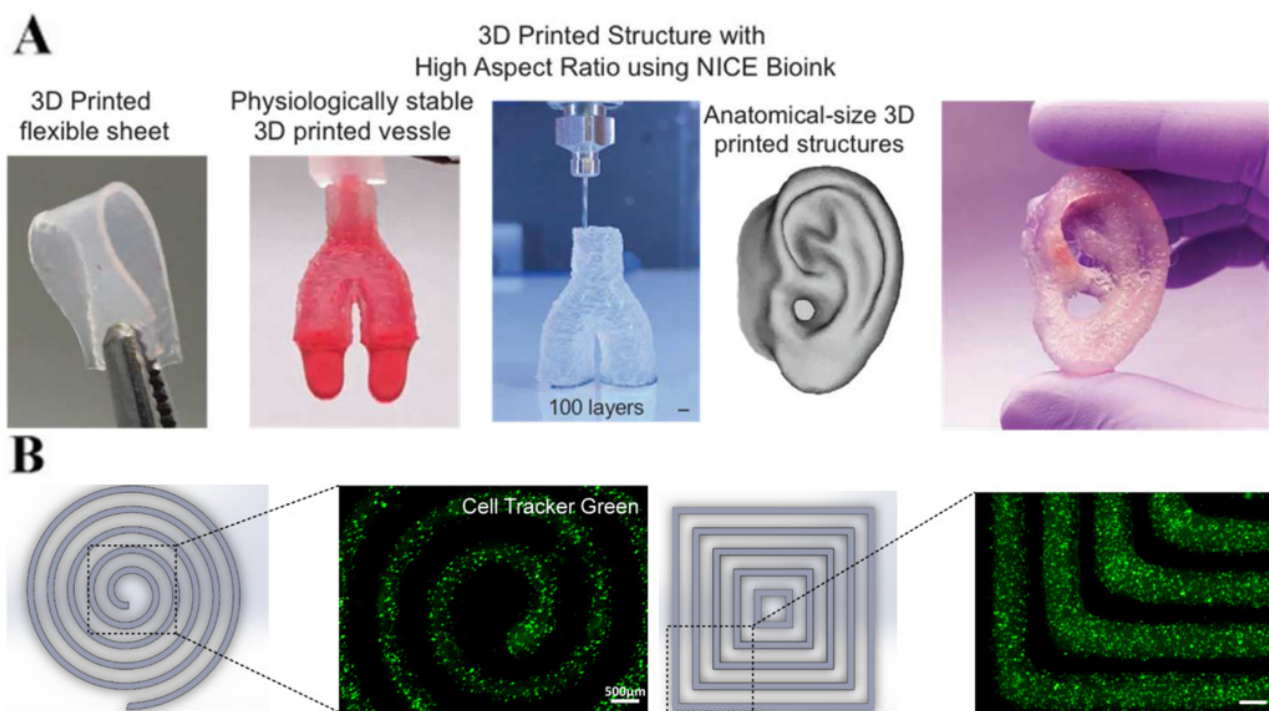 A
3D Printed Structure with
High Aspect Ratio using NICE Bioink
3D Printed
flexible sheet
Physiologically stable
3D printed vessle
100 layers
Anatomical-size 3D
printed structures
B
Cell Tracker Green
500µm